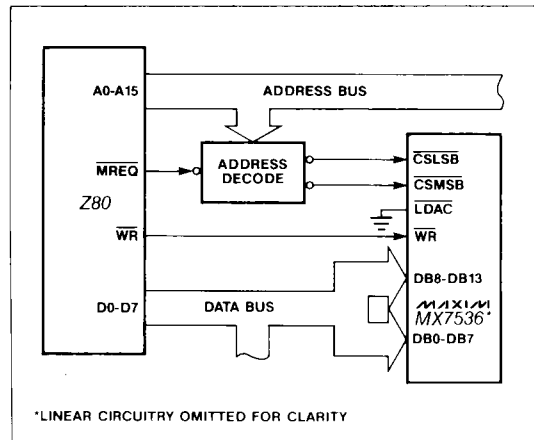 A0-A15
ADDRESS BUS
MREQ
ADDRESS
DECODE
CSLSB
CSMSB
LDAC
Z80
WR
WR
DB8-DB13
D0-D7
DATA BUS
MAXIM
MX7536*
DB0-DB7
*LINEAR CIRCUITRY OMITTED FOR CLARITY